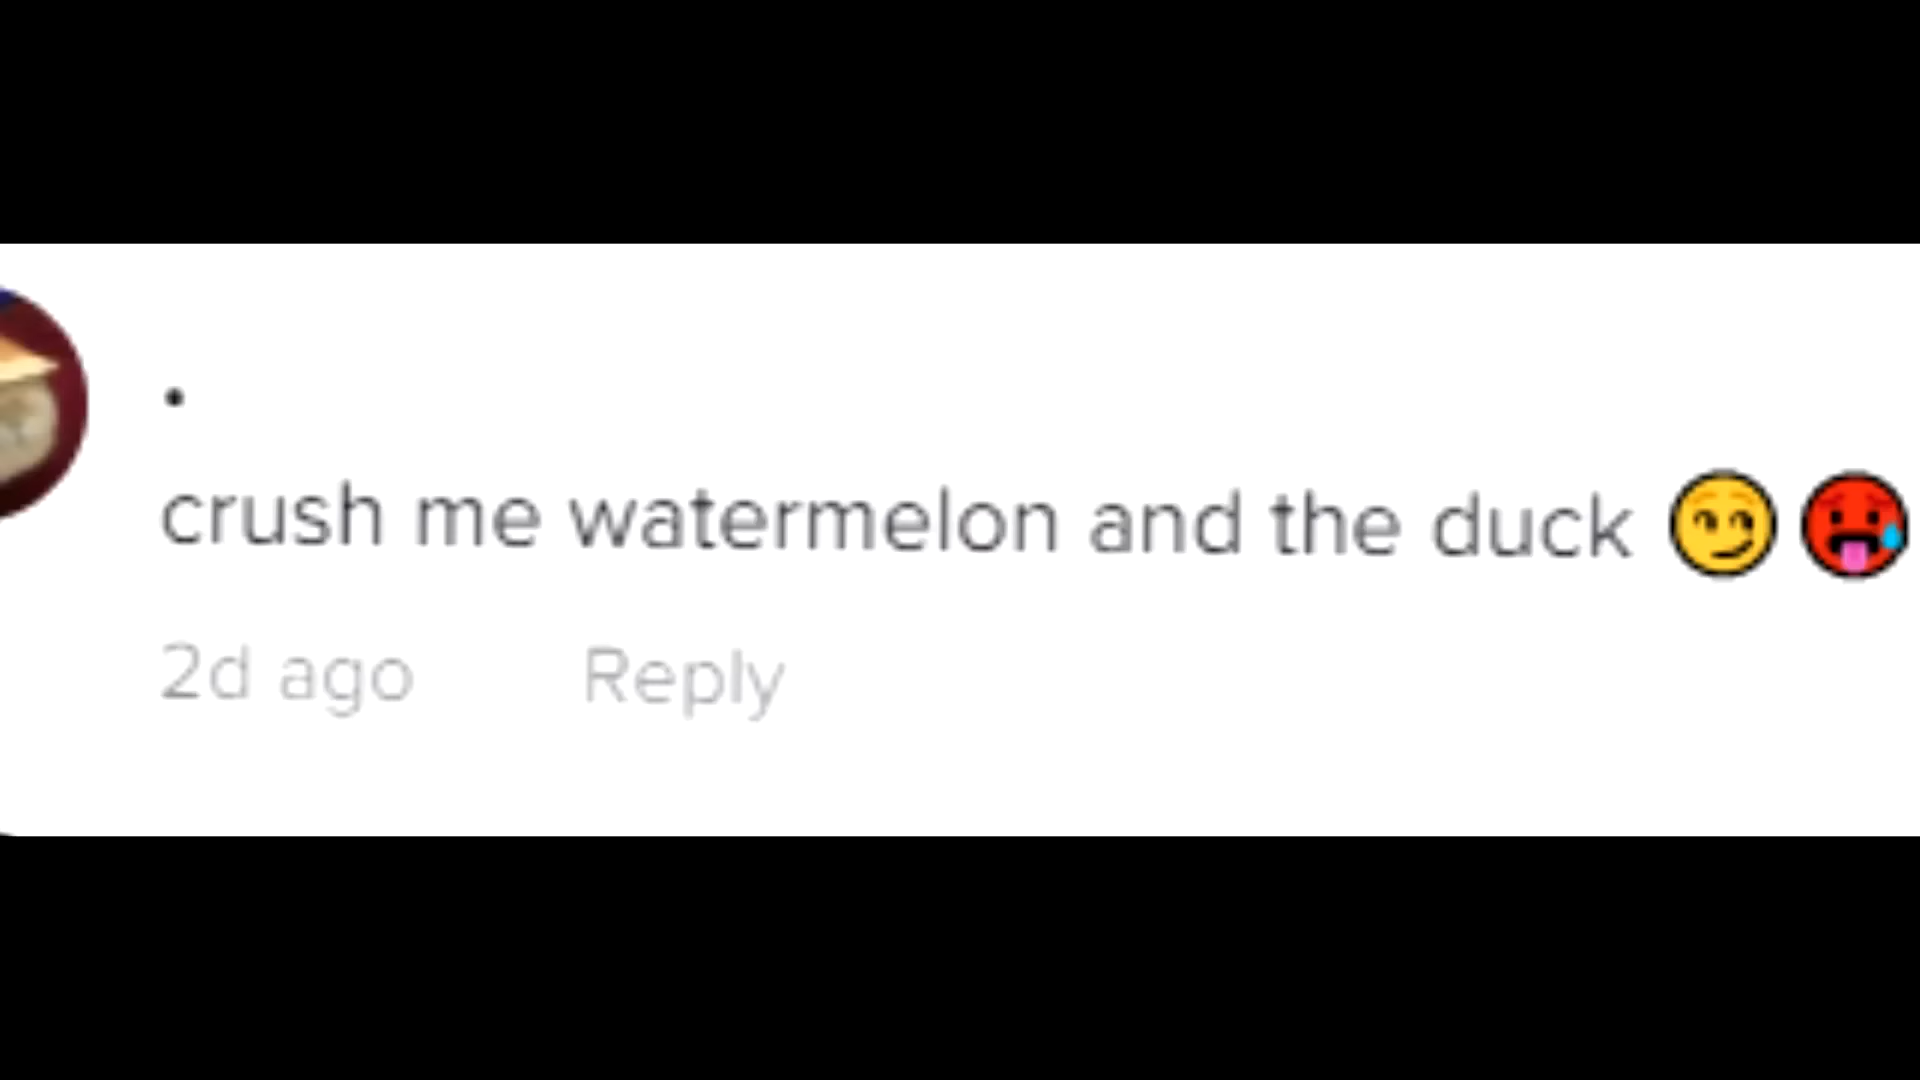 .
crush me watermelon and the duck 😏🥵
2d ago Reply